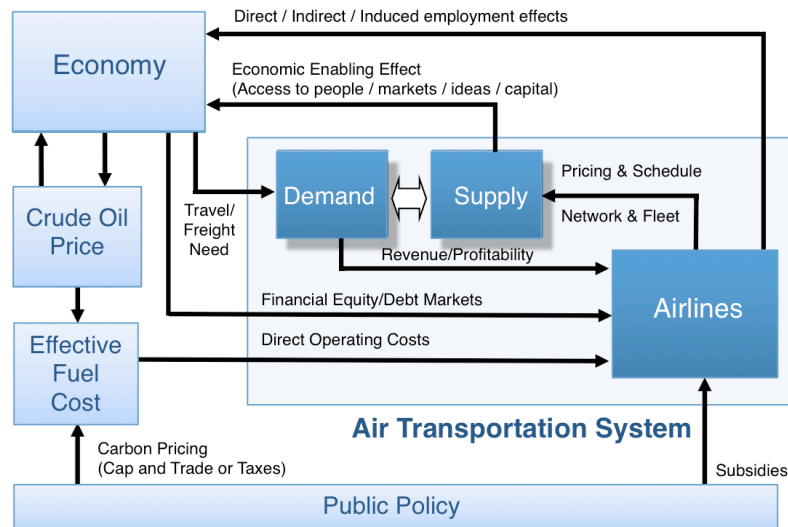 Direct / Indirect / Induced employment effects
Economy
Economic Enabling Effect
(Access to people / markets / ideas / capital)
Demand
Supply
Pricing & Schedule
Network & Fleet
Travel/
Freight
Need
Crude Oil
Price
Revenue/Profitability
Financial Equity/Debt Markets
Airlines
Direct Operating Costs
Effective
Fuel
Cost
Air Transportation System
Carbon Pricing
(Cap and Trade or Taxes)
Subsidies
Public Policy